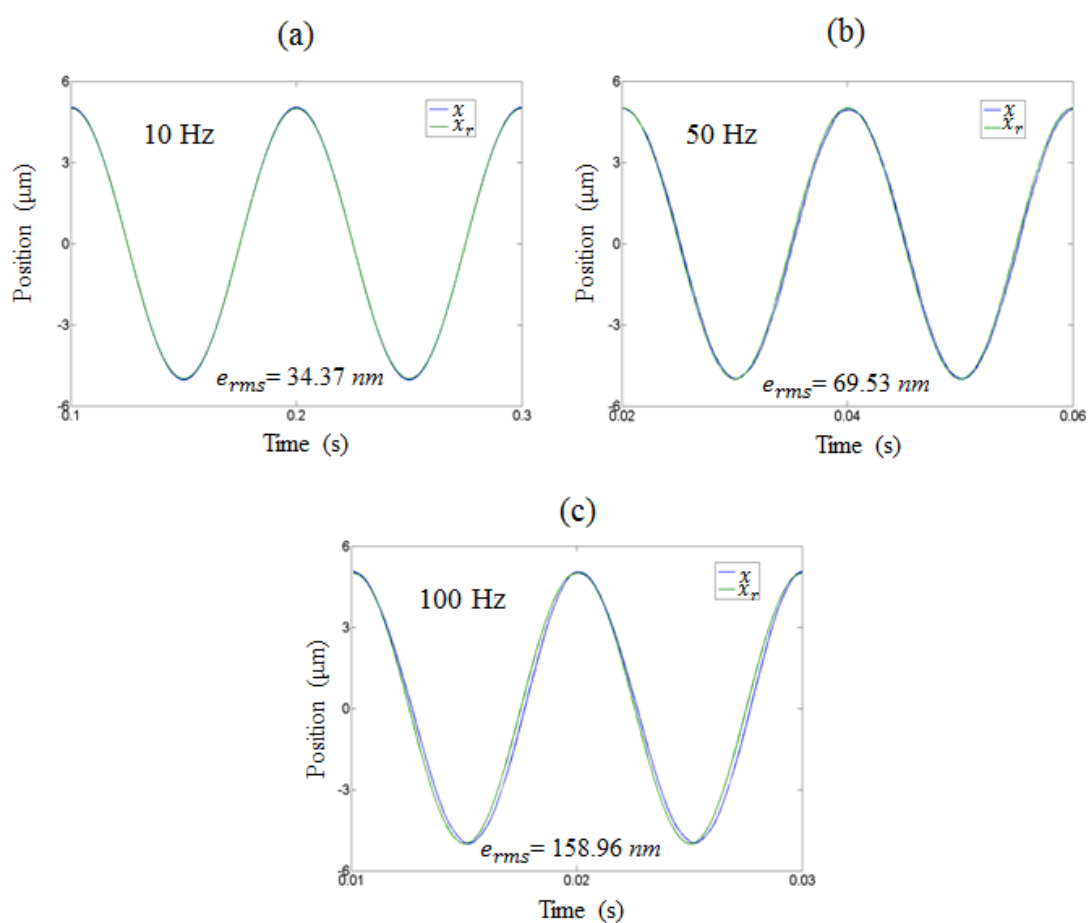 (a)
6
3
0
-3
-6
Position (μm)
10 Hz
x
x_r
e_rms= 34.37 nm
0.1
0.2
0.3
Time (s)
(b)
6
3
0
-3
-6
Position (μm)
50 Hz
x
x_r
e_rms= 69.53 nm
0.02
0.04
0.06
Time (s)
(c)
6
3
0
-3
-6
Position (μm)
100 Hz
x
x_r
e_rms= 158.96 nm
0.01
0.02
0.03
Time (s)